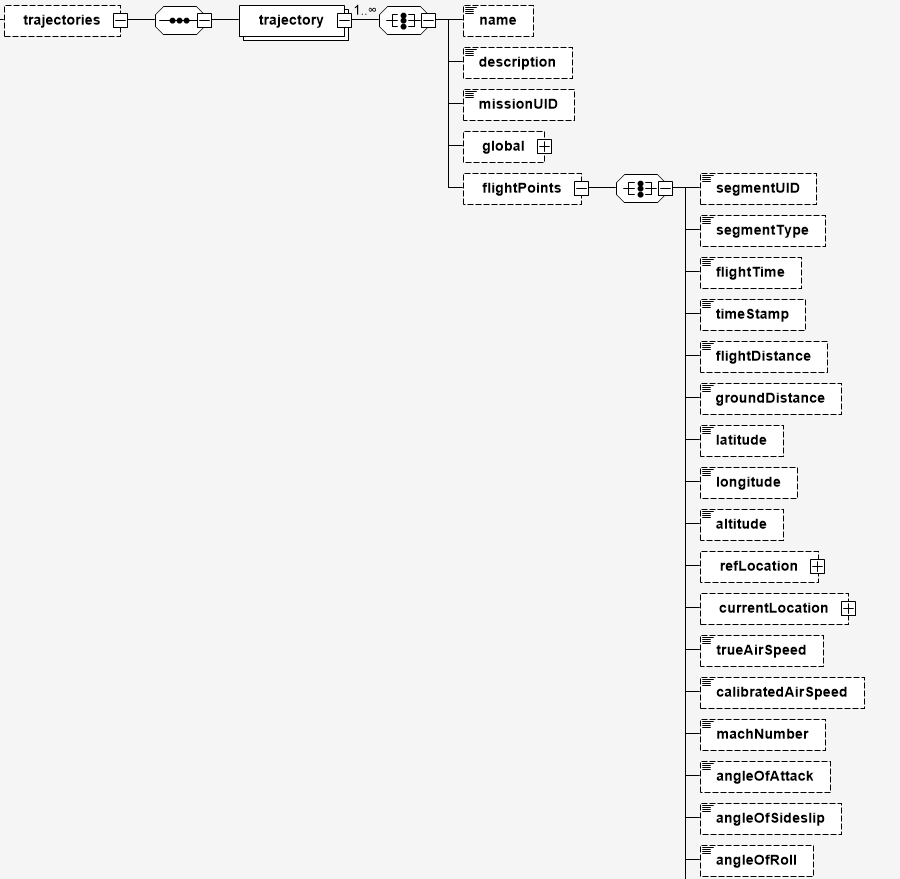 trajectories
trajectory
1..∞
name
description
missionUID
global
flightPoints
segmentUID
segmentType
flightTime
timeStamp
flightDistance
groundDistance
latitude
longitude
altitude
refLocation
currentLocation
trueAirSpeed
calibratedAirSpeed
machNumber
angleOfAttack
angleOfSideslip
angleOfRoll